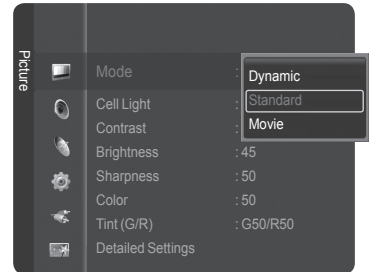 Picture
Mode :
Dynamic
Standard
Movie
Cell Light :
Contrast :
Brightness : 45
Sharpness : 50
Color : 50
Tint (G/R) : G50/R50
Detailed Settings